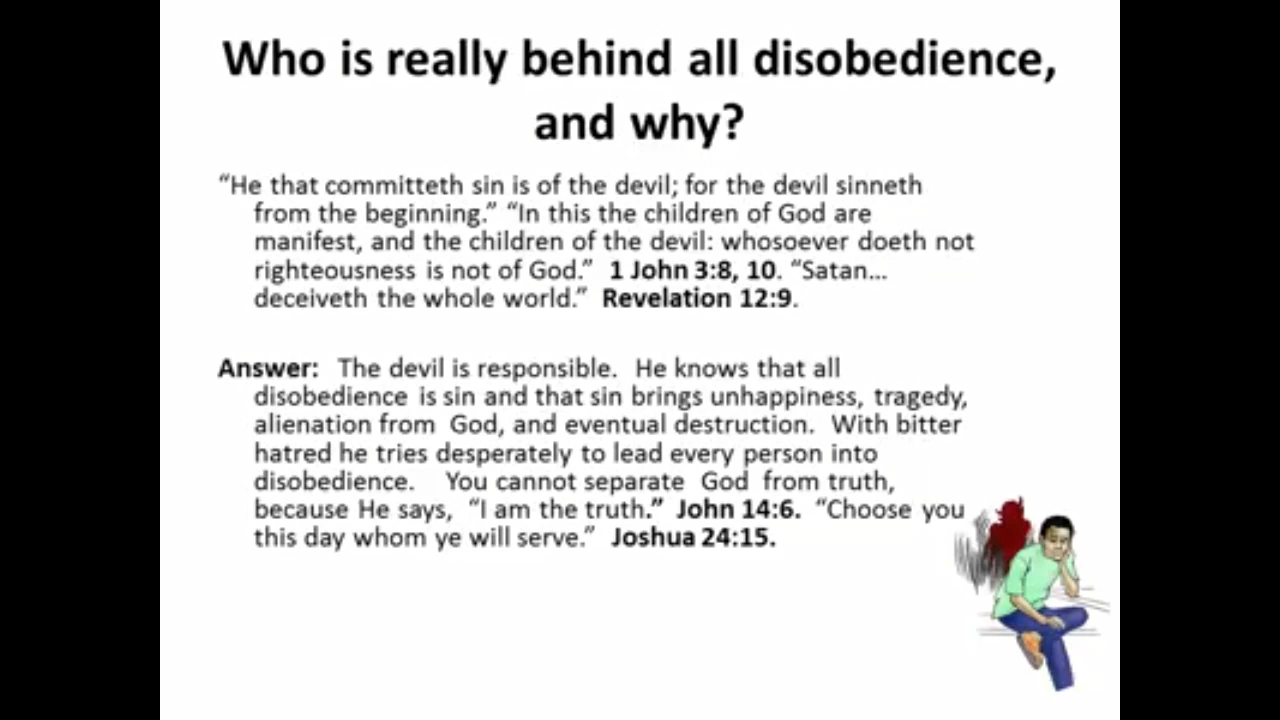 Who is really behind all disobedience,
and why?
“He that committeth sin is of the devil; for the devil sinneth
from the beginning.” “In this the children of God are
manifest, and the children of the devil: whosoever doeth not
righteousness is not of God.” 1 John 3:8, 10. “Satan...
deceiveth the whole world.” Revelation 12:9.
Answer: The devil is responsible. He knows that all
disobedience is sin and that sin brings unhappiness, tragedy,
alienation from God, and eventual destruction. With bitter
hatred he tries desperately to lead every person into
disobedience. You cannot separate God from truth,
because He says, “I am the truth.” John 14:6. “Choose you
this day whom ye will serve.” Joshua 24:15.